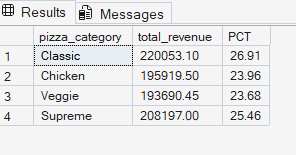 Results Messages
pizza_category total_revenue PCT
1 Classic 220053.10 26.91
2 Chicken 195919.50 23.96
3 Veggie 193690.45 23.68
4 Supreme 208197.00 25.46